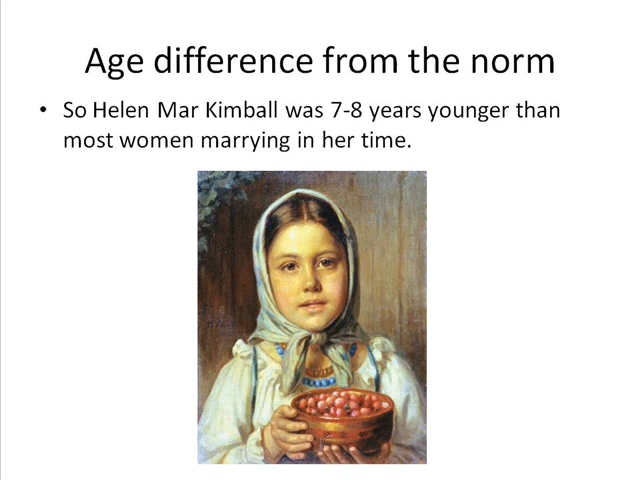 Age difference from the norm
• So Helen Mar Kimball was 7-8 years younger than
most women marrying in her time.